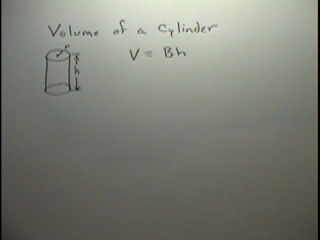 Volume of a Cylinder
V = Bh
r
h